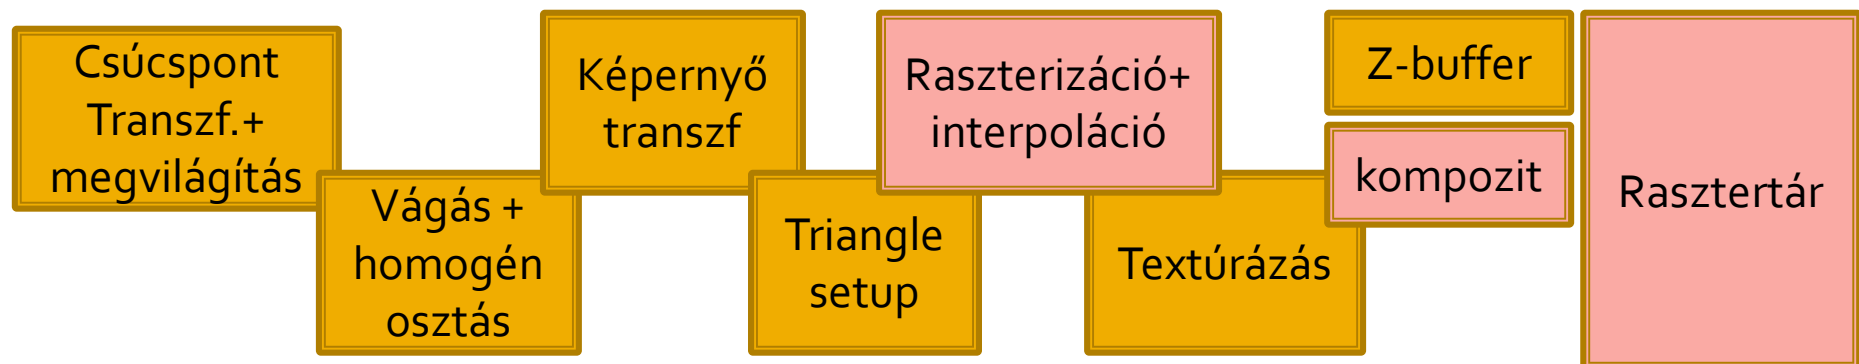 Csúcspont
Transzf.+
megvilágítás
Vágás +
homogén
osztás
Képernyő
transzf
Triangle
setup
Raszterizáció+
interpoláció
Textúrázás
Z-buffer
kompozit
Rasztertár